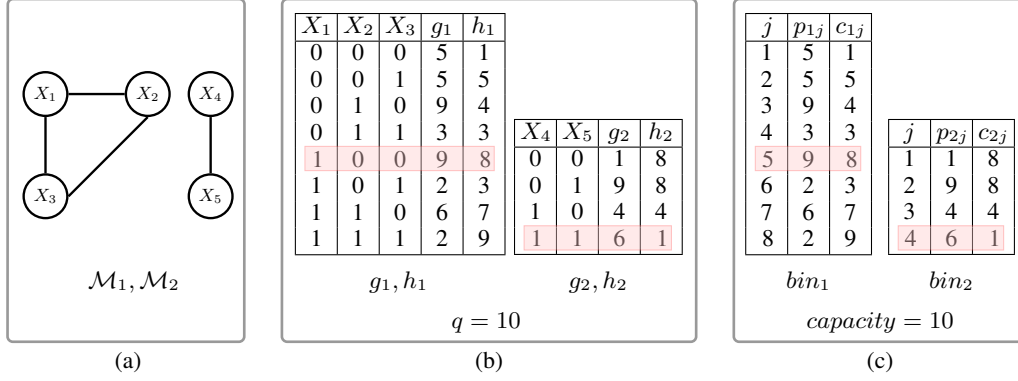 X1 X2 X4
X3 X5
M1, M2
(a)
X1 X2 X3 g1 h1
0 0 0 5 1
0 0 1 5 5
0 1 0 9 4
0 1 1 3 3
1 0 0 9 8
1 0 1 2 3
1 1 0 6 7
1 1 1 2 9
g1, h1
X4 X5 g2 h2
0 0 1 8
0 1 9 8
1 0 4 4
1 1 6 1
g2, h2
q = 10
(b)
j p1j c1j
1 5 1
2 5 5
3 9 4
4 3 3
5 9 8
6 2 3
7 6 7
8 2 9
bin1
j p2j c2j
1 1 8
2 9 8
3 4 4
4 6 1
bin2
capacity = 10
(c)